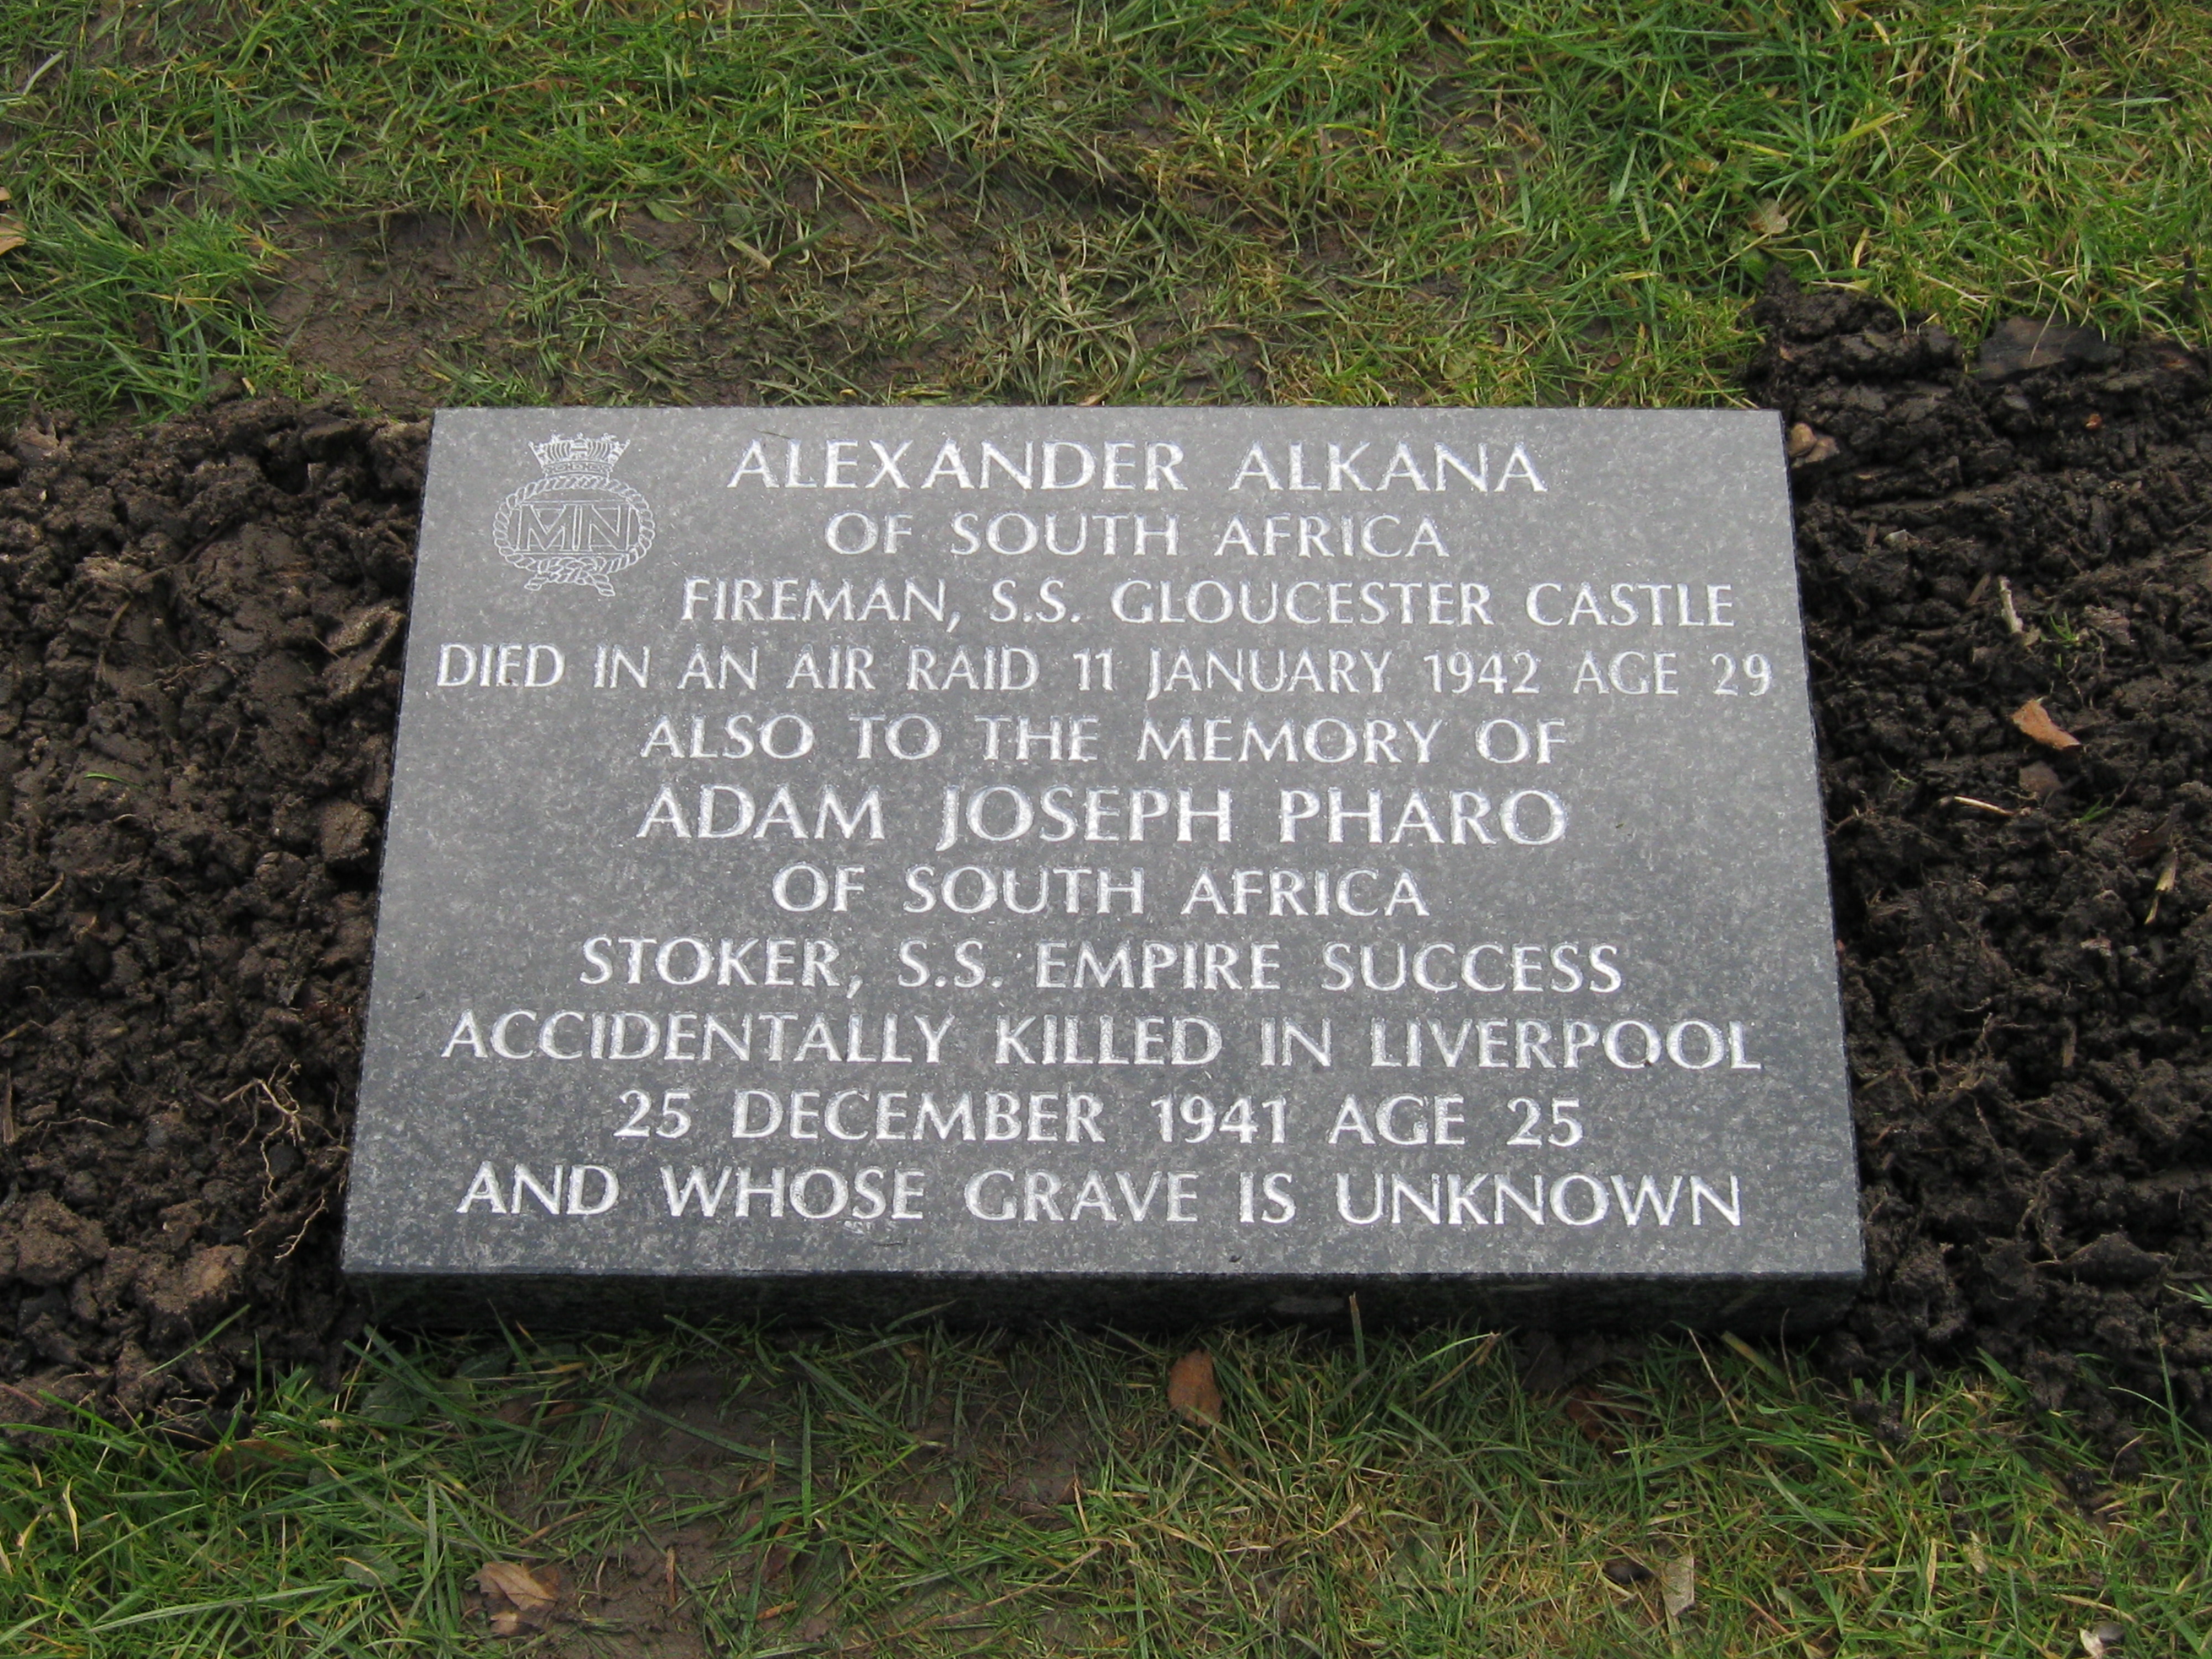 MN
ALEXANDER ALKANA
OF SOUTH AFRICA
FIREMAN, S.S. GLOUCESTER CASTLE
DIED IN AN AIR RAID 11 JANUARY 1942 AGE 29
ALSO TO THE MEMORY OF
ADAM JOSEPH PHARO
OF SOUTH AFRICA
STOKER, S.S. EMPIRE SUCCESS
ACCIDENTALLY KILLED IN LIVERPOOL
25 DECEMBER 1941 AGE 25
AND WHOSE GRAVE IS UNKNOWN